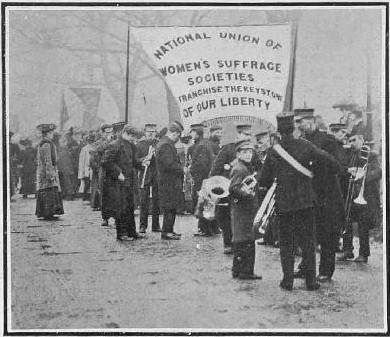 NATIONAL UNION OF
WOMEN'S SUFFRAGE
SOCIETIES
FRANCHISE THE KEYSTONE
OF OUR LIBERTY